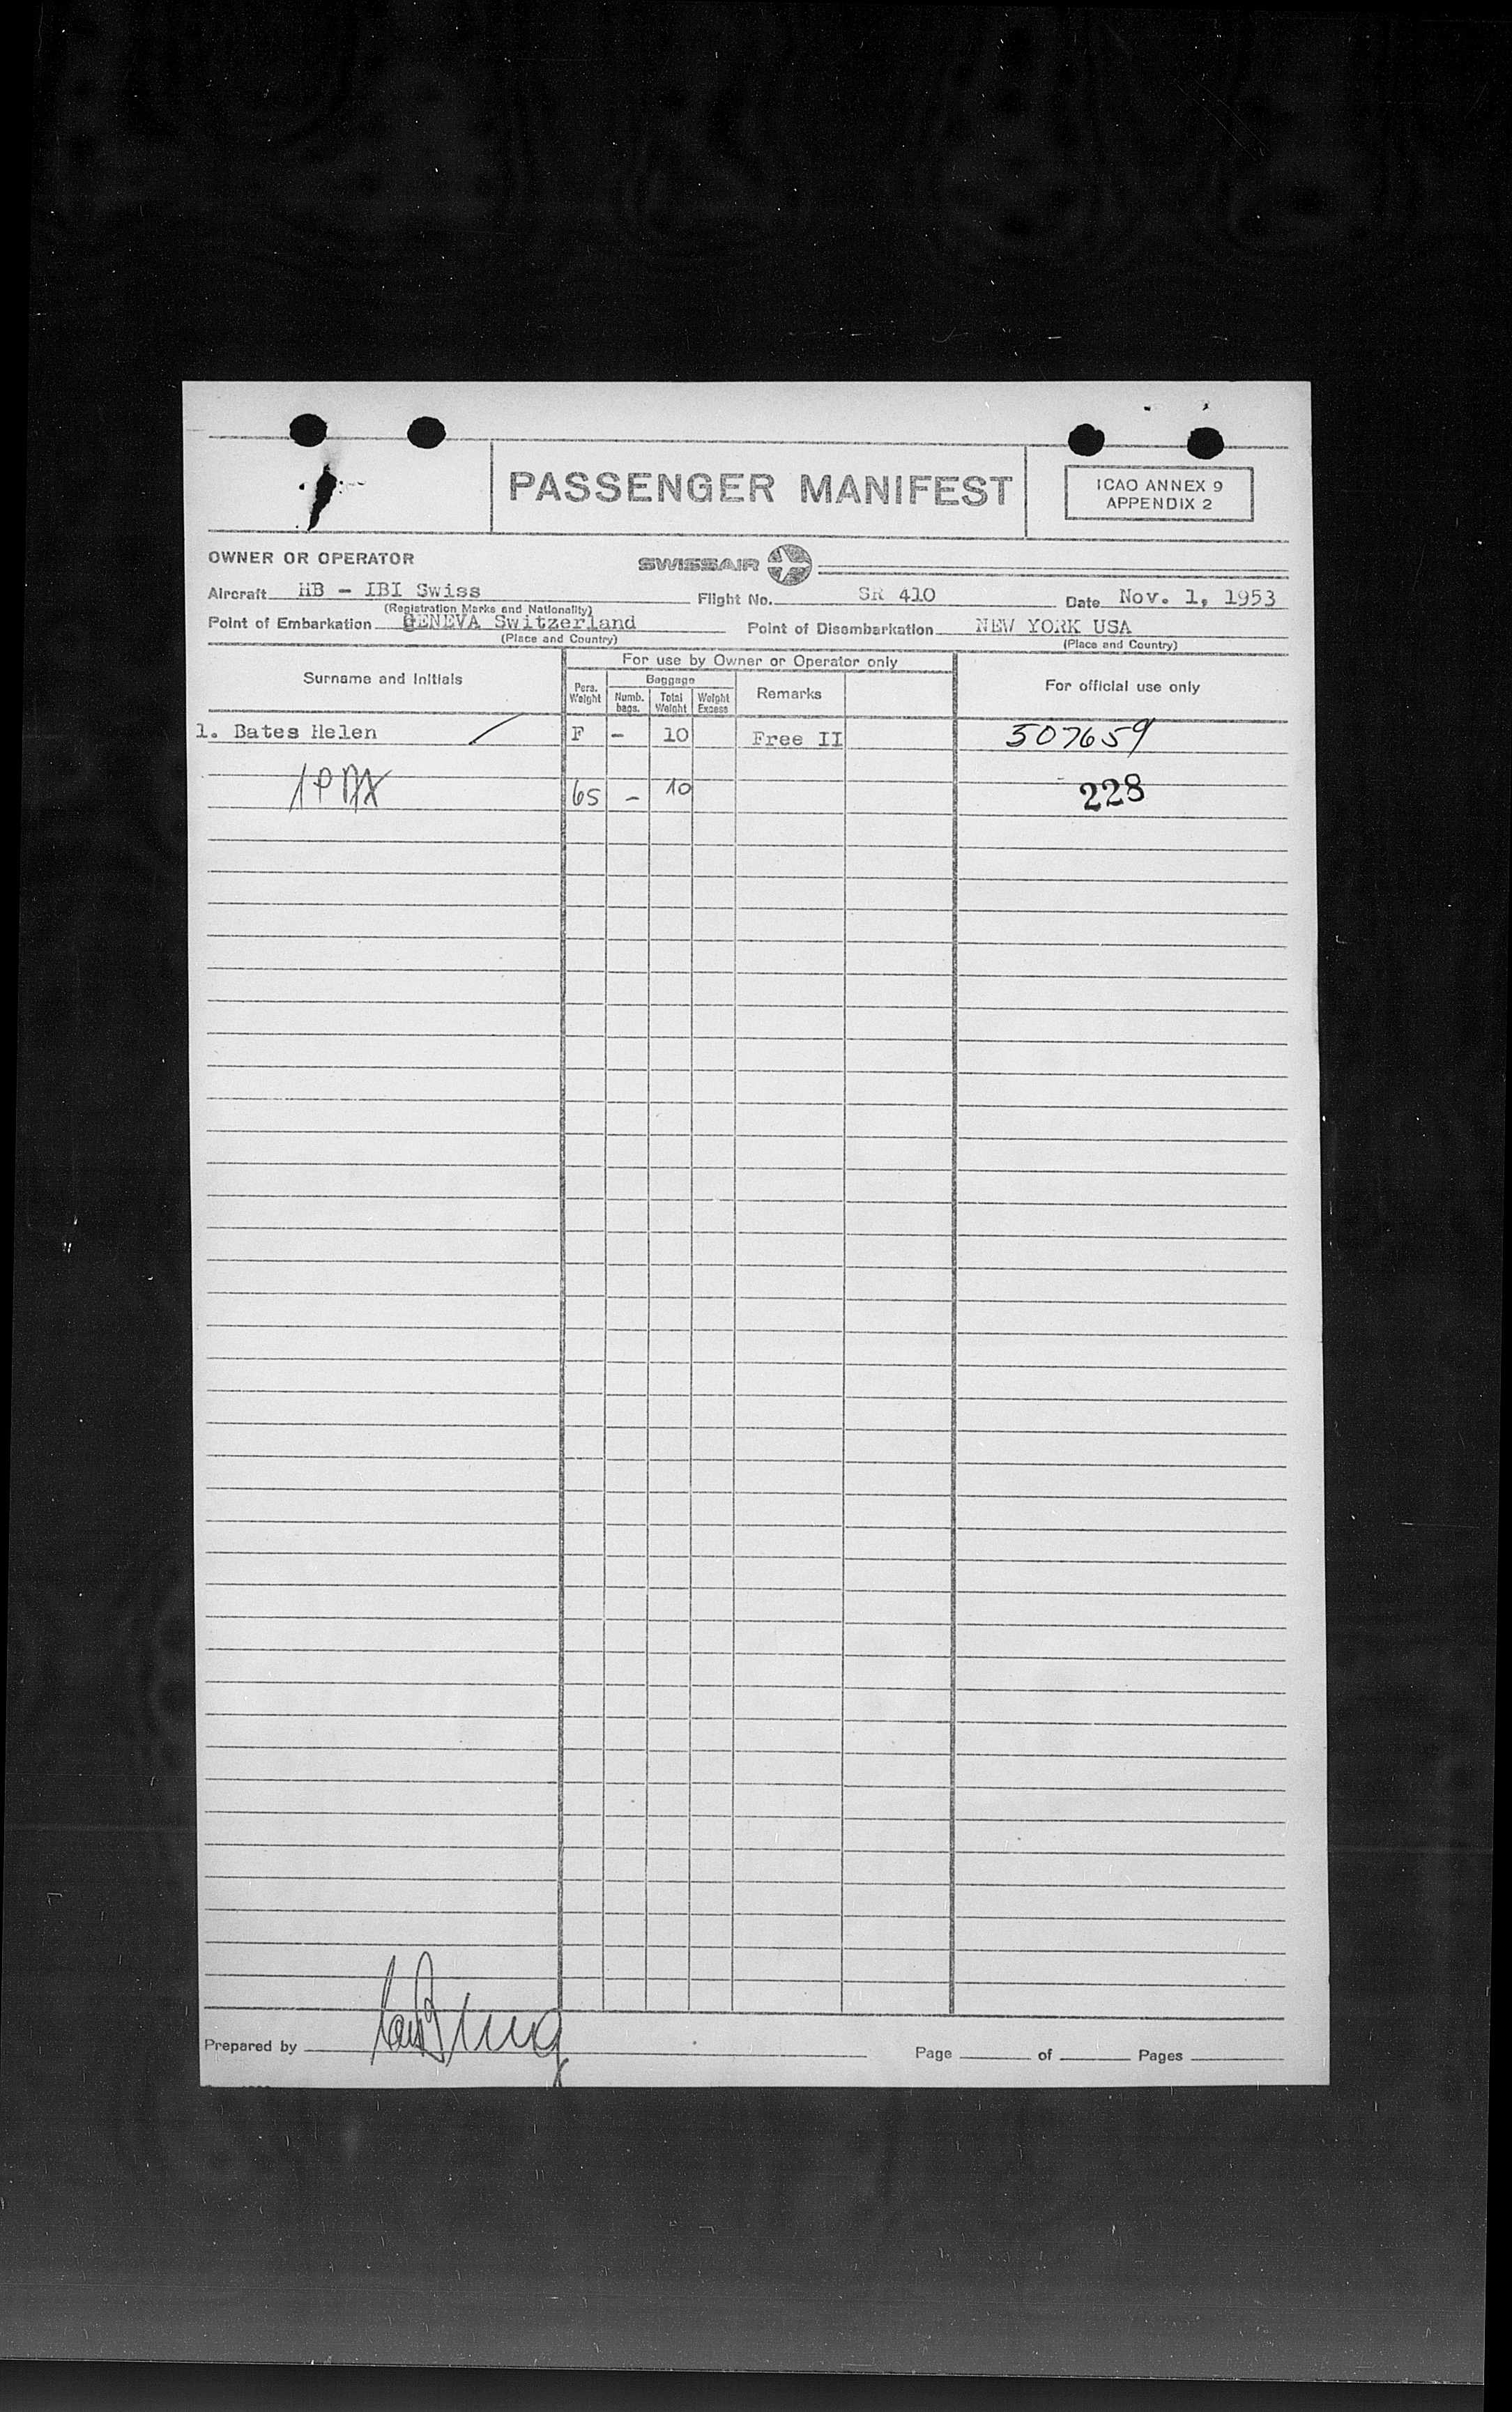 PASSENGER MANIFEST
ICAO ANNEX 9
APPENDIX 2
OWNER OR OPERATOR
SWISSAIR
Aircraft HB - IBI Swiss Flight No. SR 410 Date Nov. 1, 1953
(Registration Marks and Nationality)
Point of Embarkation GENEVA Switzerland Point of Disembarkation NEW YORK USA
(Place and Country) (Place and Country)
For use by Owner or Operator only
Surname and Initials Pers. Weight Baggage Numb. bags. Total Weight Weight Excess Remarks For official use only
1. Bates Helen F - 10 Free II 307659
1 PAX 65 - 10 228
Prepared by Page of Pages